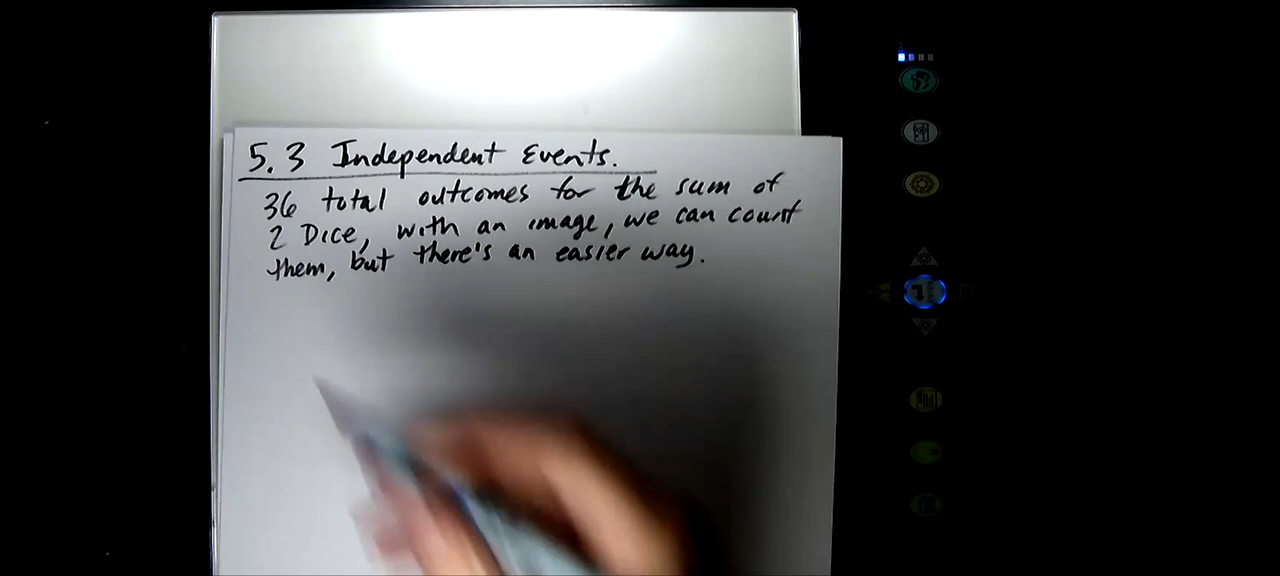 5.3 Independent Events.
36 total outcomes for the sum of
2 Dice, with an image, we can count
them, but there's an easier way.